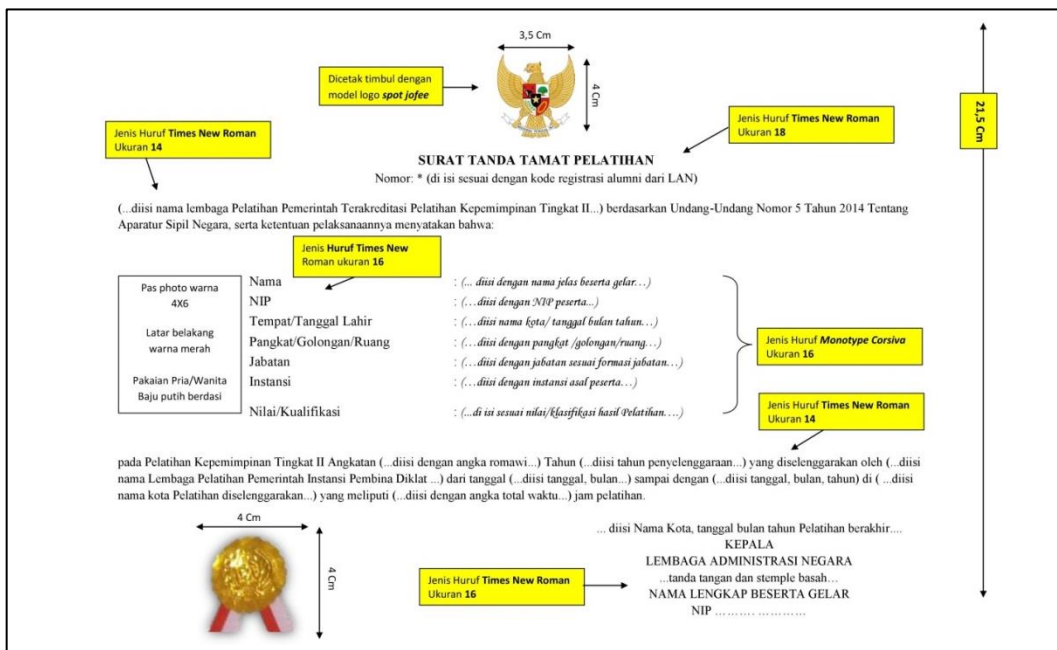 3,5 Cm
Dicetak timbul dengan
model logo spot jofee
4 Cm
21,5 Cm
Jenis Huruf Times New Roman
Ukuran 14
Jenis Huruf Times New Roman
Ukuran 18
SURAT TANDA TAMAT PELATIHAN
Nomor: * (di isi sesuai dengan kode registrasi alumni dari LAN)
(...diisi nama lembaga Pelatihan Pemerintah Terakreditasi Pelatihan Kepemimpinan Tingkat II...) berdasarkan Undang-Undang Nomor 5 Tahun 2014 Tentang
Aparatur Sipil Negara, serta ketentuan pelaksanaannya menyatakan bahwa:
Jenis Huruf Times New
Roman ukuran 16
Pas photo warna
4X6
Latar belakang
warna merah
Pakaian Pria/Wanita
Baju putih berdasi
Nama : (... diisi dengan nama jelas beserta gelar…)
NIP : (…diisi dengan NIP peserta...)
Tempat/Tanggal Lahir : (…diisi nama kota/ tanggal bulan tahun…)
Pangkat/Golongan/Ruang : (…diisi dengan pangkat /golongan/ruang…)
Jabatan : (…diisi dengan jabatan sesuai formasi jabatan…)
Instansi : (…diisi dengan instansi asal peserta…)
Nilai/Kualifikasi : (...di isi sesuai nilai/klasifikasi hasil Pelatihan….)
Jenis Huruf Monotype Corsiva
Ukuran 16
Jenis Huruf Times New Roman
Ukuran 14
pada Pelatihan Kepemimpinan Tingkat II Angkatan (...diisi dengan angka romawi...) Tahun (...diisi tahun penyelenggaraan...) yang diselenggarakan oleh (...diisi
nama Lembaga Pelatihan Pemerintah Instansi Pembina Diklat ...) dari tanggal (...diisi tanggal, bulan...) sampai dengan (...diisi tanggal, bulan, tahun) di ( ...diisi
nama kota Pelatihan diselenggarakan...) yang meliputi (...diisi dengan angka total waktu...) jam pelatihan.
4 Cm
4 Cm
... diisi Nama Kota, tanggal bulan tahun Pelatihan berakhir....
KEPALA
LEMBAGA ADMINISTRASI NEGARA
...tanda tangan dan stemple basah…
NAMA LENGKAP BESERTA GELAR
NIP ………. …………
Jenis Huruf Times New Roman
Ukuran 16